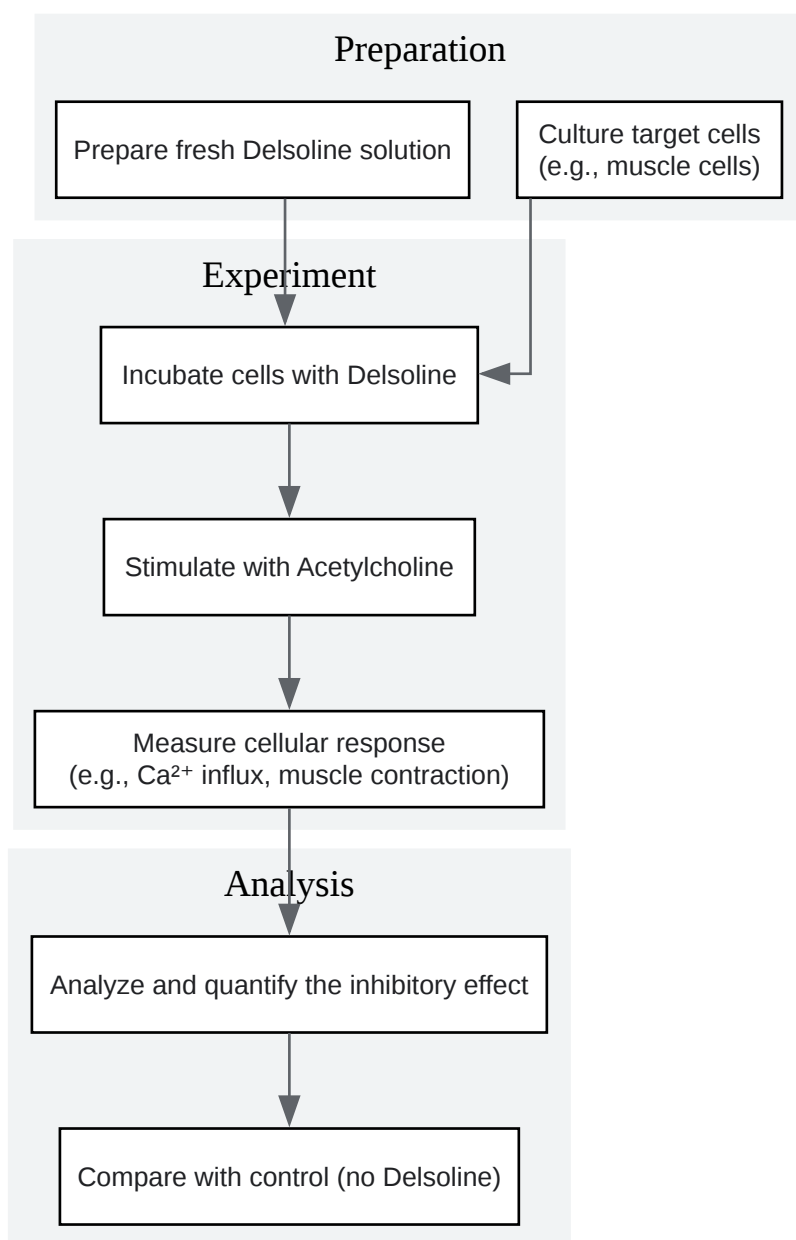 Preparation
Prepare fresh Delsoline solution
Culture target cells
(e.g., muscle cells)
Experiment
Incubate cells with Delsoline
Stimulate with Acetylcholine
Measure cellular response
(e.g., Ca²⁺ influx, muscle contraction)
Analysis
Analyze and quantify the inhibitory effect
Compare with control (no Delsoline)